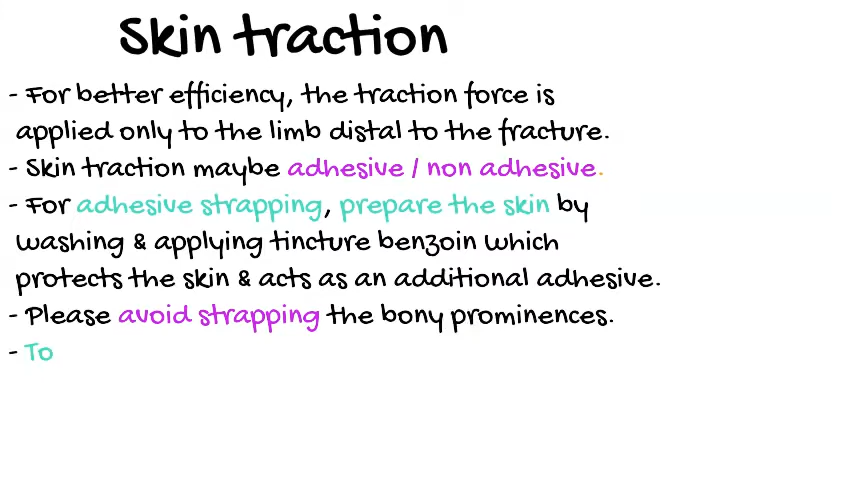 Skin traction
- For better efficiency, the traction force is
applied only to the limb distal to the fracture.
- Skin traction maybe adhesive / non adhesive.
- For adhesive strapping, prepare the skin by
washing & applying tincture benzoin which
protects the skin & acts as an additional adhesive.
- Please avoid strapping the bony prominences.
- To